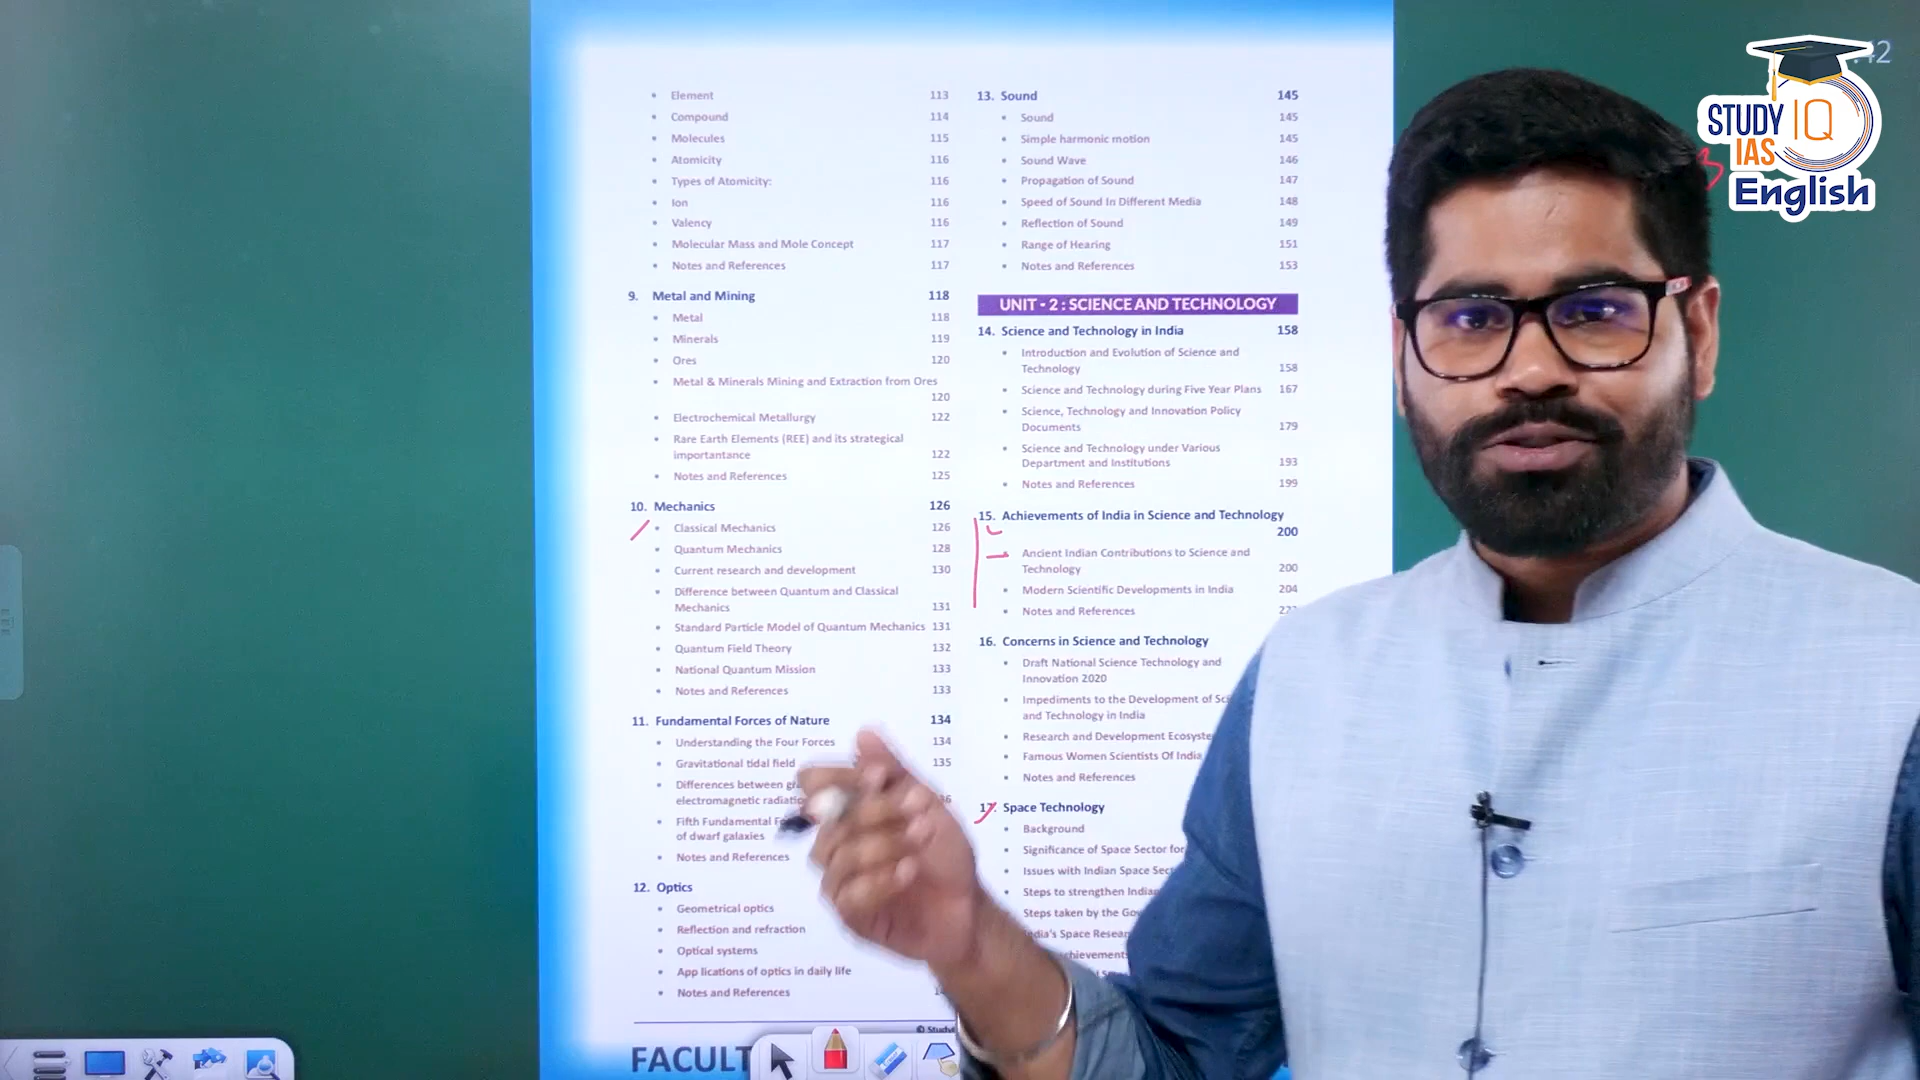 • Element 113
• Compound 114
• Molecules 115
• Atomicity 116
• Types of Atomicity: 116
• Ion 116
• Valency 116
• Molecular Mass and Mole Concept 117
• Notes and References 117
9. Metal and Mining 118
• Metal 118
• Minerals 119
• Ores 120
• Metal & Minerals Mining and Extraction from Ores
120
• Electrochemical Metallurgy 122
• Rare Earth Elements (REE) and its strategical
importantance 122
• Notes and References 125
10. Mechanics 126
• Classical Mechanics 126
• Quantum Mechanics 128
• Current research and development 130
• Difference between Quantum and Classical
Mechanics 131
• Standard Particle Model of Quantum Mechanics 131
• Quantum Field Theory 132
• National Quantum Mission 133
• Notes and References 133
11. Fundamental Forces of Nature 134
• Understanding the Four Forces 134
• Gravitational tidal field 135
• Differences between
electromagnetic
• Fifth Fundamental
of dwarf galaxies
• Notes and References
12. Optics
• Geometrical optics
• Reflection and refraction
• Optical systems
• App lications of optics in daily life
• Notes and References
13. Sound 145
• Sound 145
• Simple harmonic motion 145
• Sound Wave 146
• Propagation of Sound 147
• Speed of Sound In Different Media 148
• Reflection of Sound 149
• Range of Hearing 151
• Notes and References 153
UNIT - 2 : SCIENCE AND TECHNOLOGY
14. Science and Technology in India 158
• Introduction and Evolution of Science and
Technology 158
• Science and Technology during Five Year Plans 167
• Science, Technology and Innovation Policy
Documents 179
• Science and Technology under Various
Department and Institutions 193
• Notes and References 199
15. Achievements of India in Science and Technology
200
• Ancient Indian Contributions to Science and
Technology 200
• Modern Scientific Developments in India 204
• Notes and References
16. Concerns in Science and Technology
• Draft National Science Technology and
Innovation 2020
• Impediments to the Development of
and Technology in India
• Research and Development
• Famous Women Scientists Of India
• Notes and References
17. Space Technology
• Background
• Significance of Space Sector for
• Issues with Indian Space
• Steps to strengthen
Steps taken by the
Space
©
STUDY IQ
IAS
English